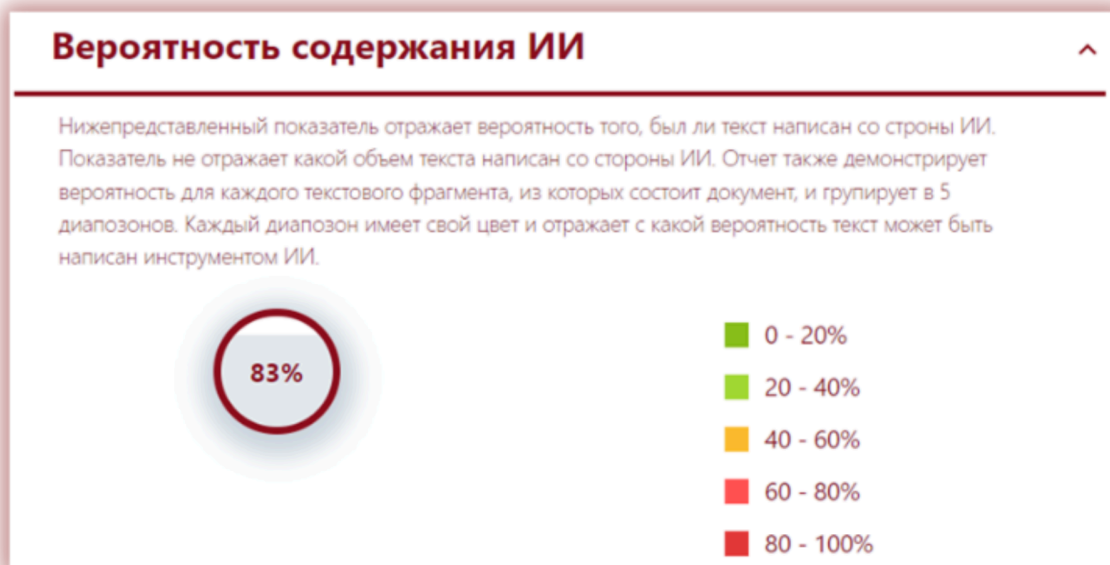 Вероятность содержания ИИ
Нижепредставленный показатель отражает вероятность того, был ли текст написан со строны ИИ.
Показатель не отражает какой объем текста написан со стороны ИИ. Отчет также демонстрирует
вероятность для каждого текстового фрагмента, из которых состоит документ, и групирует в 5
диапозонов. Каждый диапозон имеет свой цвет и отражает с какой вероятность текст может быть
написан инструментом ИИ.
83%
0 - 20%
20 - 40%
40 - 60%
60 - 80%
80 - 100%